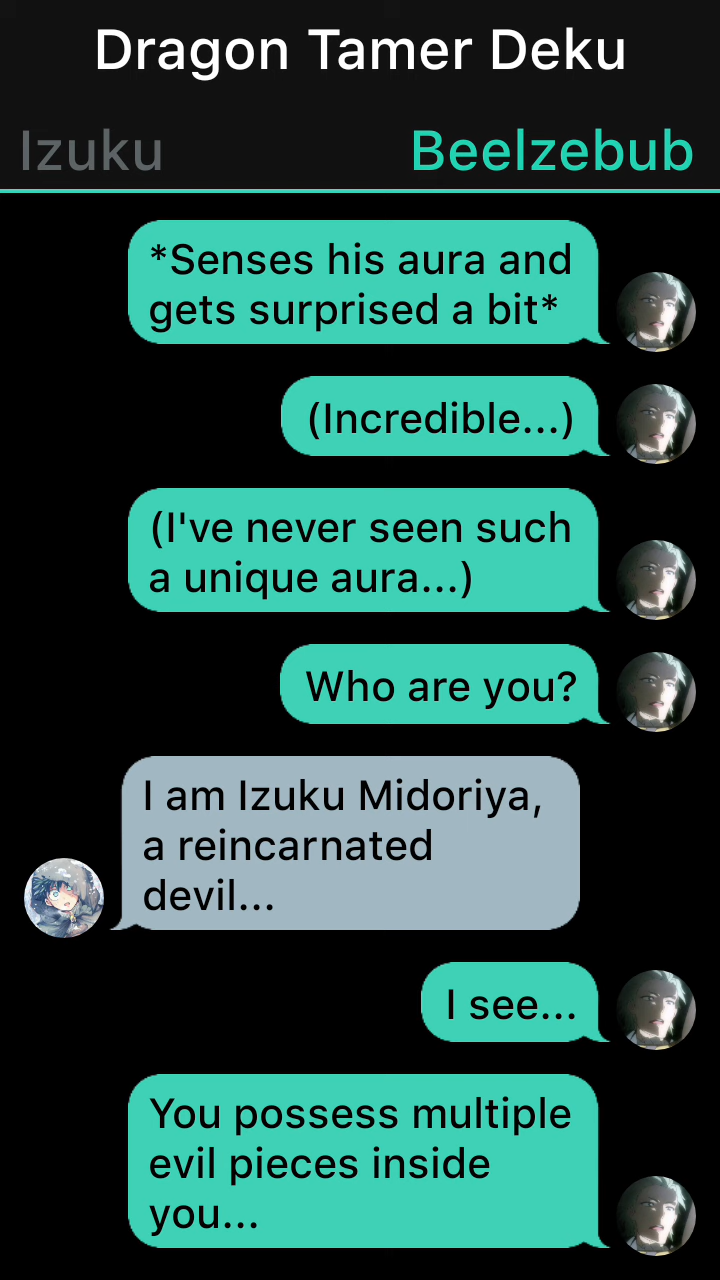 Dragon Tamer Deku
Izuku
Beelzebub
*Senses his aura and
gets surprised a bit*
(Incredible...)
(I've never seen such
a unique aura...)
Who are you?
I am Izuku Midoriya,
a reincarnated
devil...
I see...
You possess multiple
evil pieces inside
you...